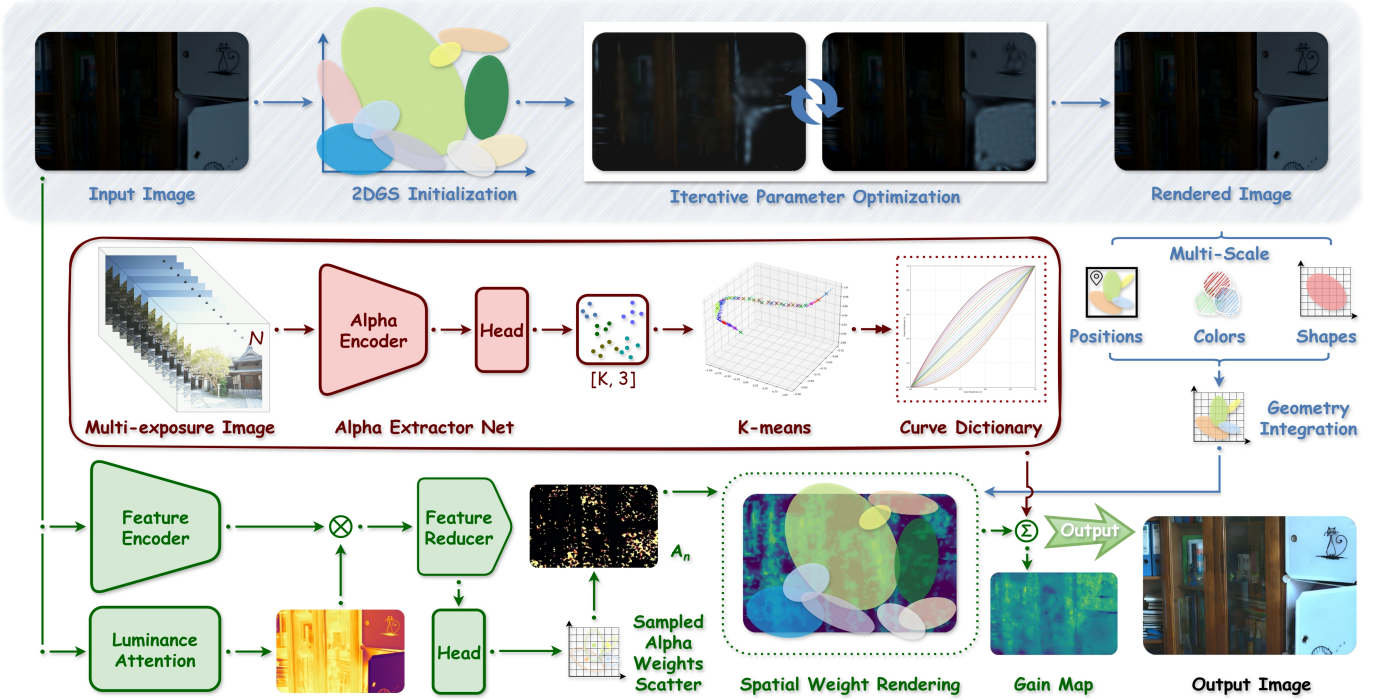 Input Image
2DGS Initialization
Iterative Parameter Optimization
Rendered Image
Multi-Scale
Positions
Colors
Shapes
Geometry
Integration
N
Alpha
Encoder
Head
[K, 3]
Multi-exposure Image
Alpha Extractor Net
K-means
Curve Dictionary
Feature
Encoder
Feature
Reducer
Aₙ
Σ
Output
Luminance
Attention
Head
Sampled
Alpha
Weights
Scatter
Spatial Weight Rendering
Gain Map
Output Image